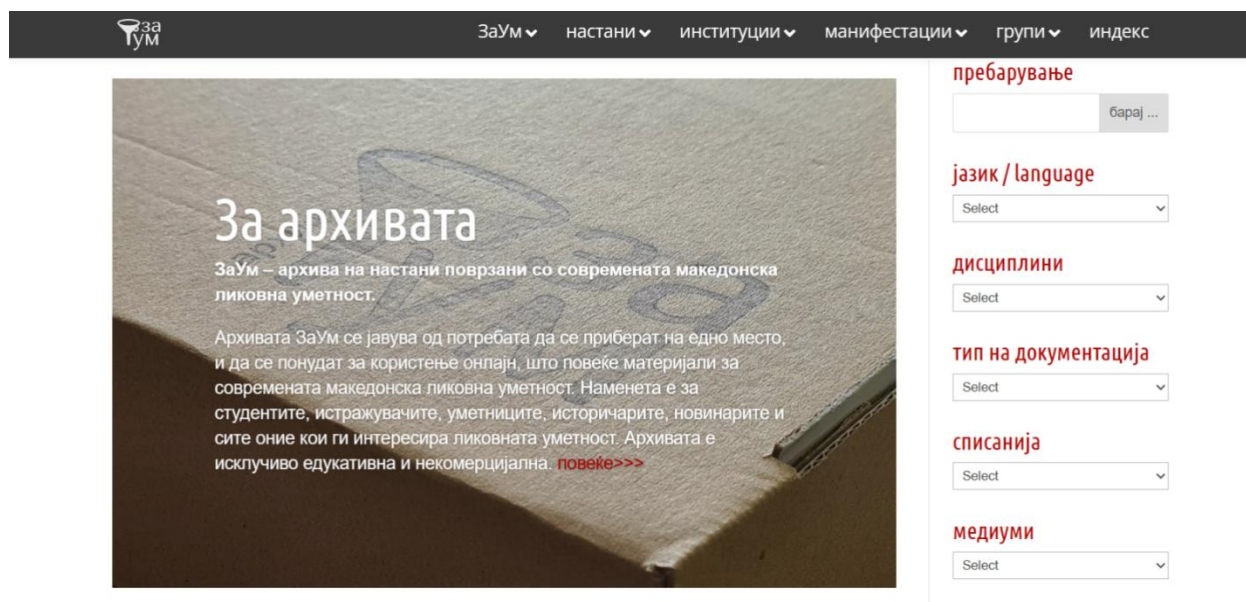 за
ум
ЗаУм
настани
институции
манифестации
групи
индекс
За архивата
ЗаУм – архива на настани поврзани со современата македонска
ликовна уметност.
Архивата ЗаУм се јавува од потребата да се приберат на едно место,
и да се понудат за користење онлајн, што повеќе материјали за
современата македонска ликовна уметност. Наменета е за
студентите, истражувачите, уметниците, историчарите, новинарите и
сите оние кои ги интересира ликовната уметност. Архивата е
исклучиво едукативна и некомерцијална. повеќе>>>
пребарување
барај ...
јазик / language
Select
дисциплини
Select
тип на документација
Select
списанија
Select
медиуми
Select